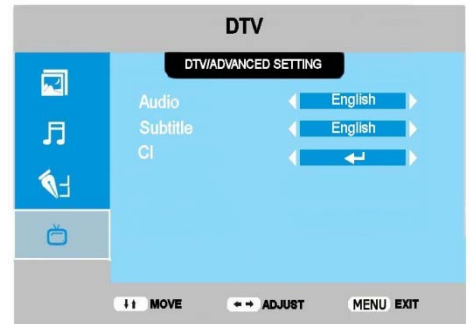 DTV
DTV/ADVANCED SETTING
Audio English
Subtitle English
CI
MOVE ADJUST MENU EXIT